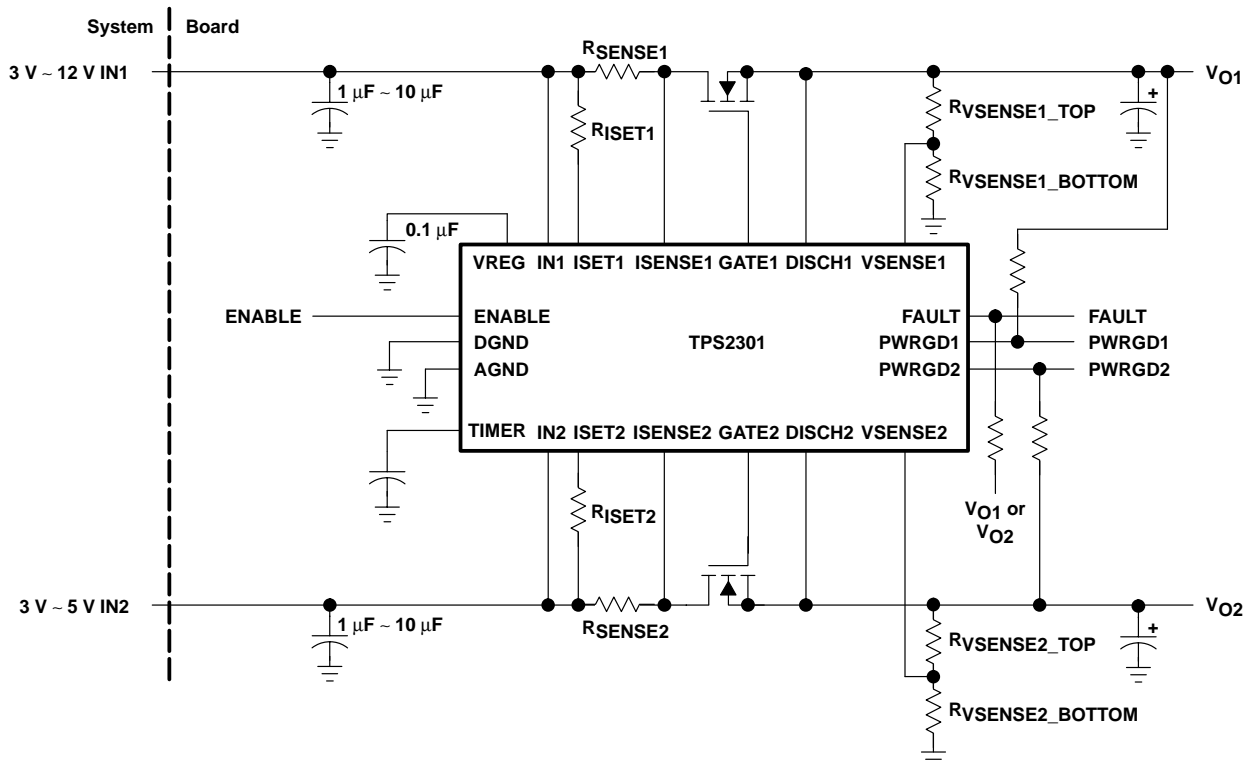 System Board
3 V ~ 12 V IN1
RSENSE1
VO1
1 µF ~ 10 µF
RISET1
RVSENSE1_TOP
+
RVSENSE1_BOTTOM
0.1 µF
VREG IN1 ISET1 ISENSE1 GATE1 DISCH1 VSENSE1
ENABLE ENABLE FAULT FAULT
DGND TPS2301 PWRGD1 PWRGD1
AGND PWRGD2 PWRGD2
TIMER IN2 ISET2 ISENSE2 GATE2 DISCH2 VSENSE2
RISET2
VO1 or
VO2
3 V ~ 5 V IN2
VO2
1 µF ~ 10 µF
RSENSE2
+
RVSENSE2_TOP
RVSENSE2_BOTTOM